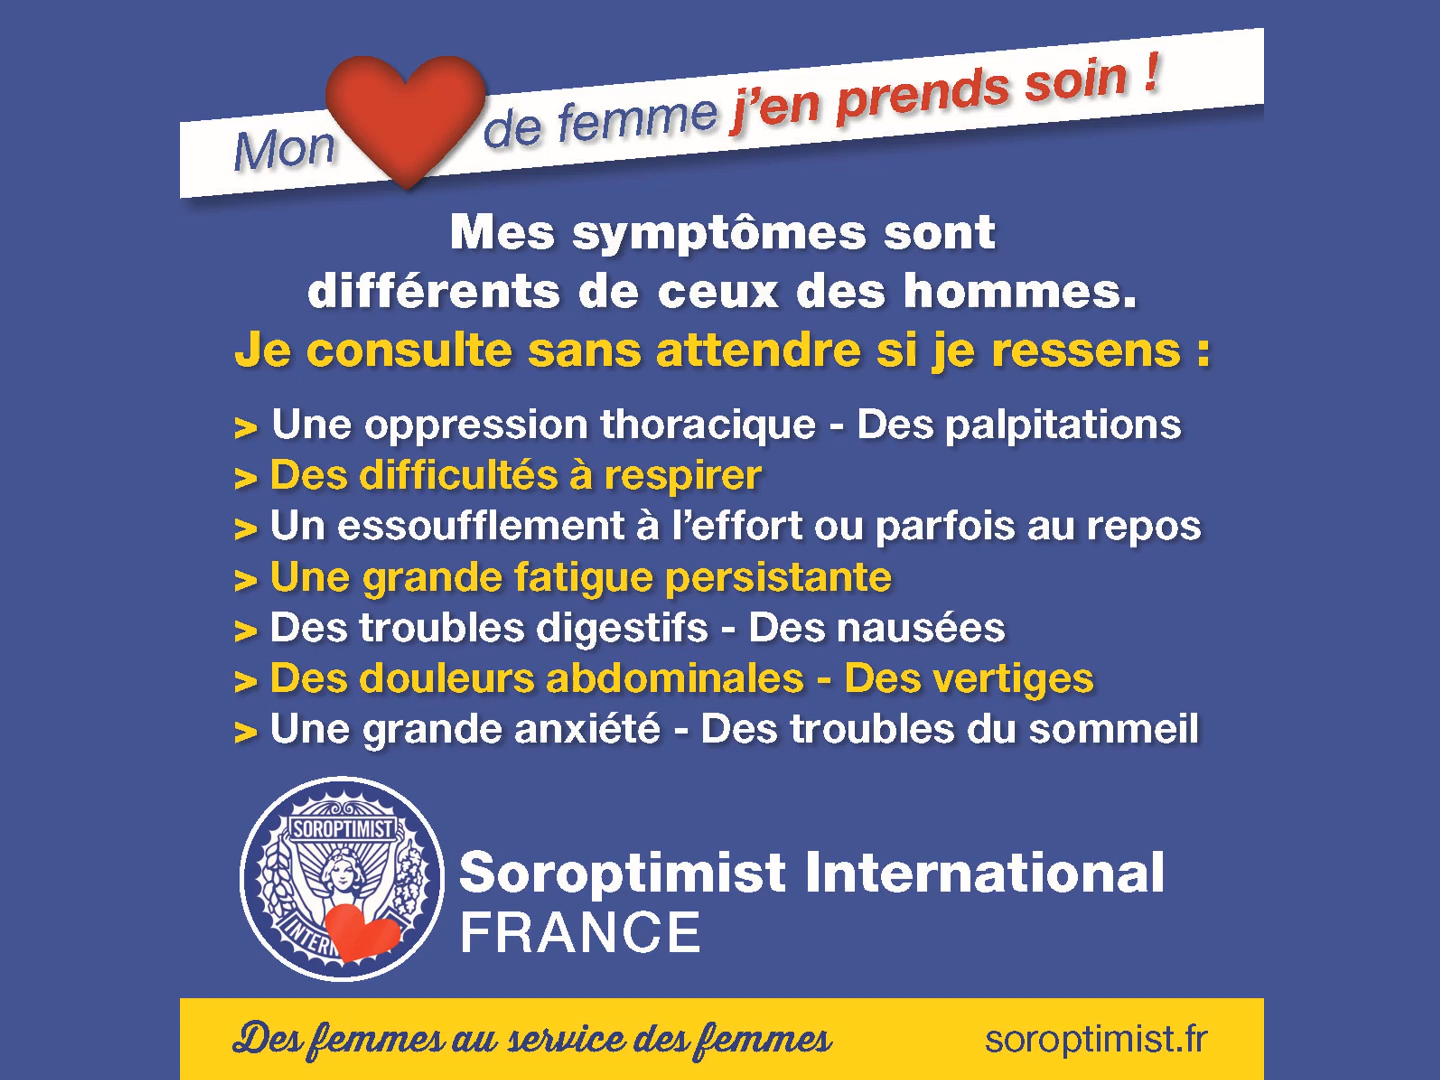 Mon de femme j'en prends soin !
Mes symptômes sont
différents de ceux des hommes.
Je consulte sans attendre si je ressens :
> Une oppression thoracique - Des palpitations
> Des difficultés à respirer
> Un essoufflement à l'effort ou parfois au repos
> Une grande fatigue persistante
> Des troubles digestifs - Des nausées
> Des douleurs abdominales - Des vertiges
> Une grande anxiété - Des troubles du sommeil
SOROPTIMIST
Soroptimist International
FRANCE
Des femmes au service des femmes
soroptimist.fr